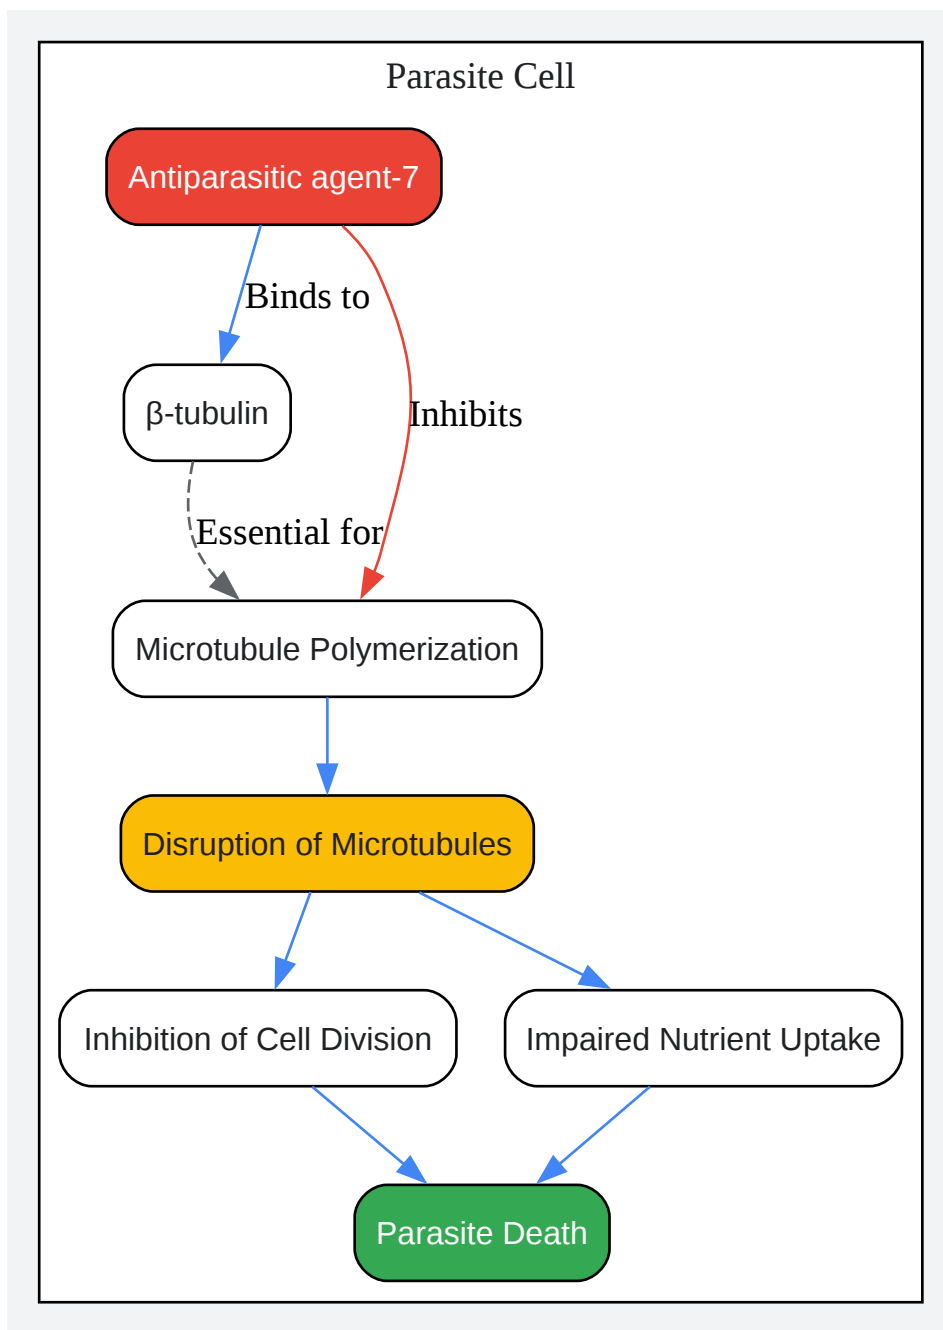 Parasite Cell
Antiparasitic agent-7
Binds to
β-tubulin
Inhibits
Essential for
Microtubule Polymerization
Disruption of Microtubules
Inhibition of Cell Division
Impaired Nutrient Uptake
Parasite Death